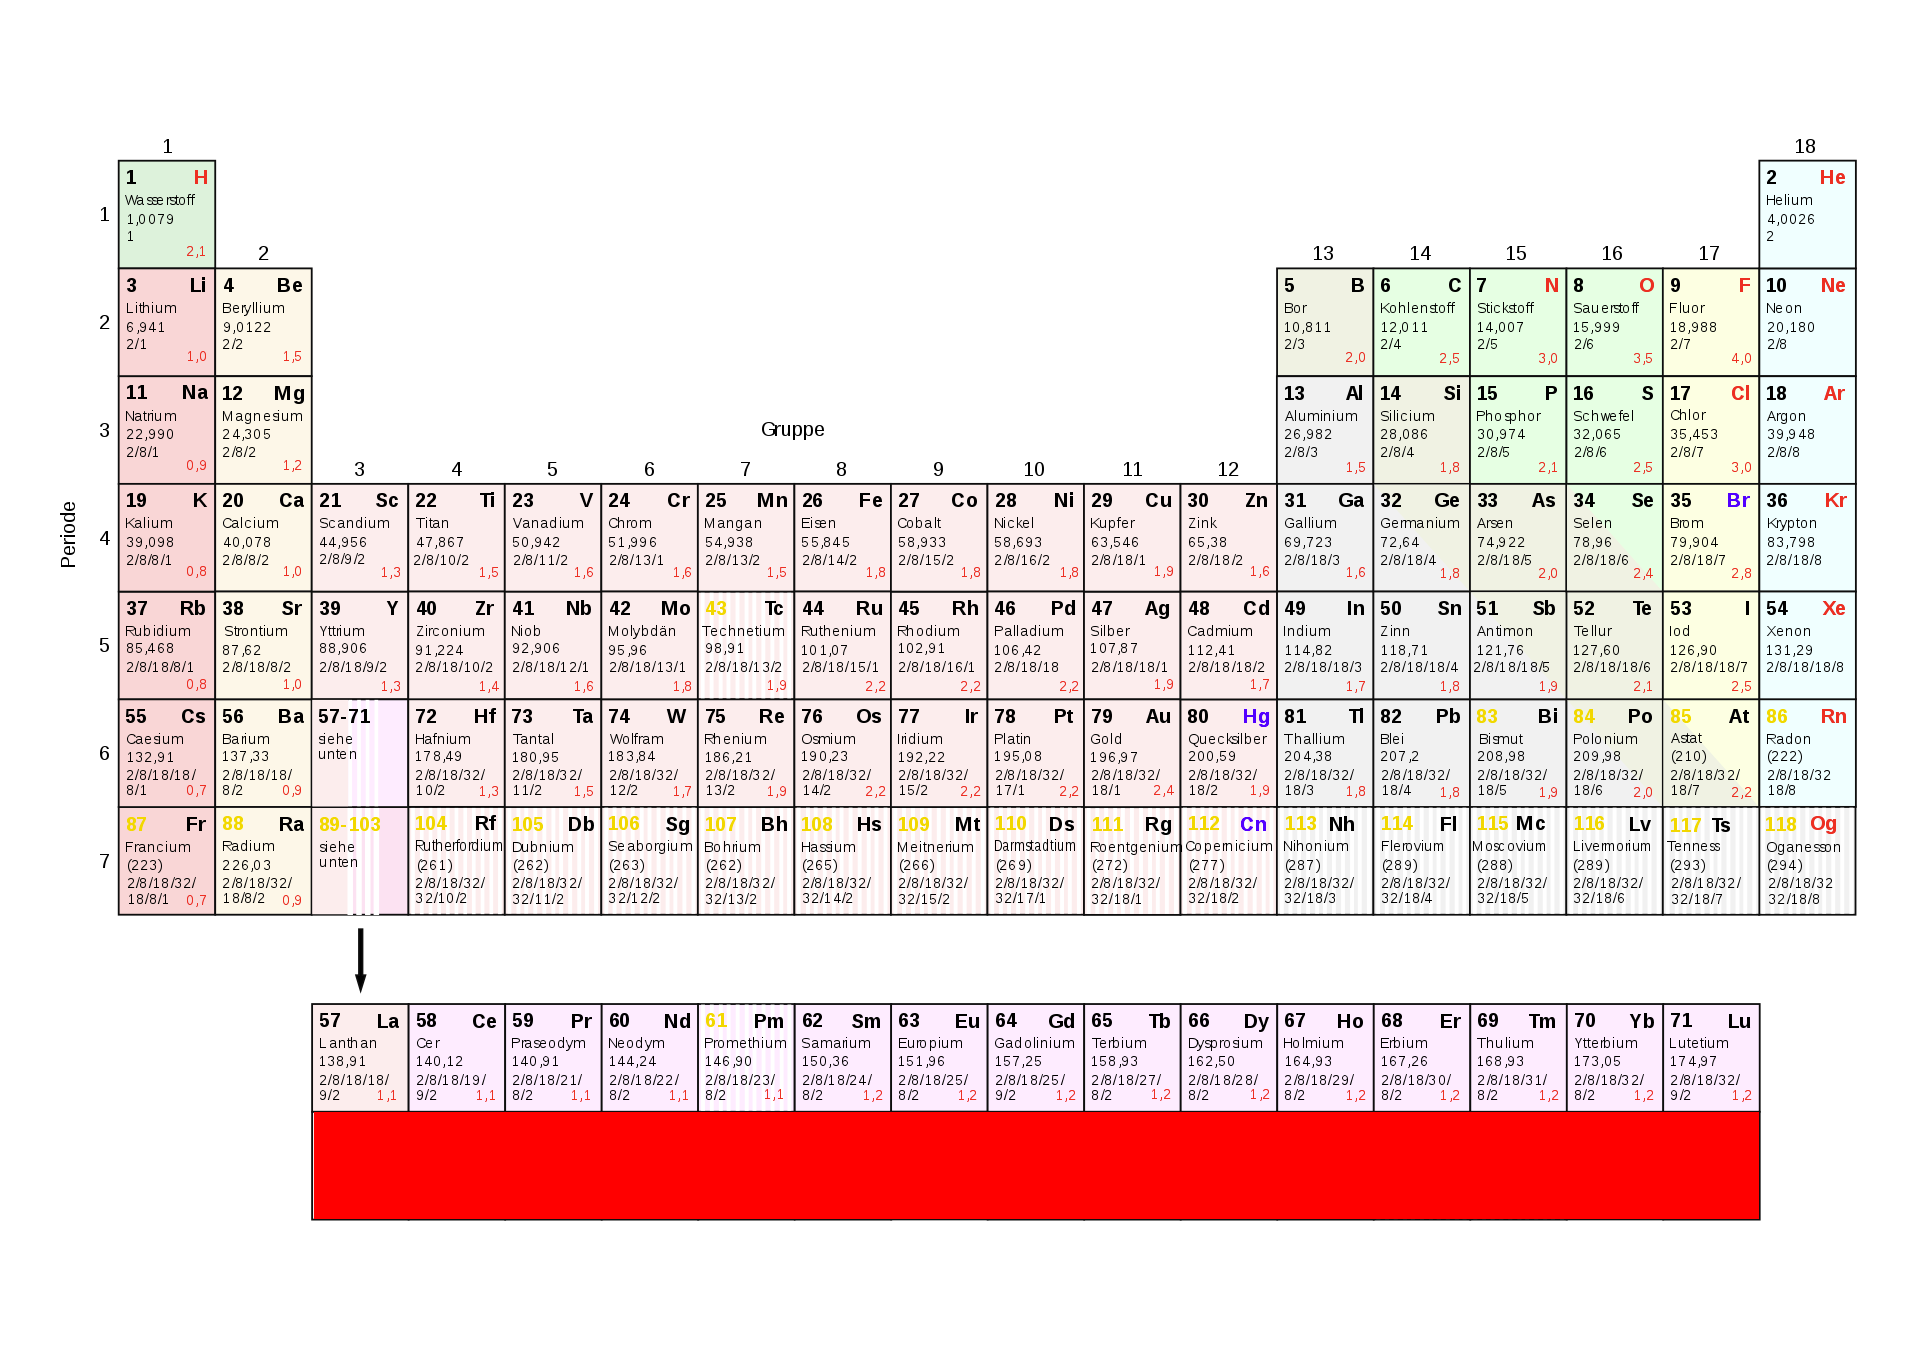 1 18
1 H 2 He
Wasserstoff Helium
1,0079 4,0026
1 1 2
2,1
2 13 14 15 16 17
3 Li 4 Be 5 B 6 C 7 N 8 O 9 F 10 Ne
Lithium Beryllium Bor Kohlenstoff Stickstoff Sauerstoff Fluor Neon
2 6,941 9,0122 10,811 12,011 14,007 15,999 18,988 20,180
2/1 2/2 2/3 2/4 2/5 2/6 2/7 2/8
1,0 1,5 2,0 2,5 3,0 3,5 4,0
11 Na 12 Mg 13 Al 14 Si 15 P 16 S 17 Cl 18 Ar
Natrium Magnesium Aluminium Silicium Phosphor Schwefel Chlor Argon
3 22,990 24,305 Gruppe 26,982 28,086 30,974 32,065 35,453 39,948
2/8/1 2/8/2 2/8/3 2/8/4 2/8/5 2/8/6 2/8/7 2/8/8
0,9 1,2 1,5 1,8 2,1 2,5 3,0
3 4 5 6 7 8 9 10 11 12
19 K 20 Ca 21 Sc 22 Ti 23 V 24 Cr 25 Mn 26 Fe 27 Co 28 Ni 29 Cu 30 Zn 31 Ga 32 Ge 33 As 34 Se 35 Br 36 Kr
Kalium Calcium Scandium Titan Vanadium Chrom Mangan Eisen Cobalt Nickel Kupfer Zink Gallium Germanium Arsen Selen Brom Krypton
4 39,098 40,078 44,956 47,867 50,942 51,996 54,938 55,845 58,933 58,693 63,546 65,38 69,723 72,64 74,922 78,96 79,904 83,798
2/8/8/1 2/8/8/2 2/8/9/2 2/8/10/2 2/8/11/2 2/8/13/1 2/8/13/2 2/8/14/2 2/8/15/2 2/8/16/2 2/8/18/1 2/8/18/2 2/8/18/3 2/8/18/4 2/8/18/5 2/8/18/6 2/8/18/7 2/8/18/8
0,8 1,0 1,3 1,5 1,6 1,6 1,5 1,8 1,8 1,8 1,9 1,6 1,6 1,8 2,0 2,4 2,8
Periode
37 Rb 38 Sr 39 Y 40 Zr 41 Nb 42 Mo 43 Tc 44 Ru 45 Rh 46 Pd 47 Ag 48 Cd 49 In 50 Sn 51 Sb 52 Te 53 I 54 Xe
Rubidium Strontium Yttrium Zirconium Niob Molybdän Technetium Ruthenium Rhodium Palladium Silber Cadmium Indium Zinn Antimon Tellur Iod Xenon
5 85,468 87,62 88,906 91,224 92,906 95,96 98,91 101,07 102,91 106,42 107,87 112,41 114,82 118,71 121,76 127,60 126,90 131,29
2/8/18/8/1 2/8/18/8/2 2/8/18/9/2 2/8/18/10/2 2/8/18/12/1 2/8/18/13/1 2/8/18/13/2 2/8/18/15/1 2/8/18/16/1 2/8/18/18 2/8/18/18/1 2/8/18/18/2 2/8/18/18/3 2/8/18/18/4 2/8/18/18/5 2/8/18/18/6 2/8/18/18/7 2/8/18/18/8
0,8 1,0 1,3 1,4 1,6 1,8 1,9 2,2 2,2 2,2 1,9 1,7 1,7 1,8 1,9 2,1 2,5
55 Cs 56 Ba 57-71 72 Hf 73 Ta 74 W 75 Re 76 Os 77 Ir 78 Pt 79 Au 80 Hg 81 Tl 82 Pb 83 Bi 84 Po 85 At 86 Rn
Caesium Barium siehe Hafnium Tantal Wolfram Rhenium Osmium Iridium Platin Gold Quecksilber Thallium Blei Bismut Polonium Astat Radon
6 132,91 137,33 unten 178,49 180,95 183,84 186,21 190,23 192,22 195,08 196,97 200,59 204,38 207,2 208,98 209,98 (210) (222)
2/8/18/18/ 2/8/18/18/ 2/8/18/32/ 2/8/18/32/ 2/8/18/32/ 2/8/18/32/ 2/8/18/32/ 2/8/18/32/ 2/8/18/32/ 2/8/18/32/ 2/8/18/32/ 2/8/18/32/ 2/8/18/32/ 2/8/18/32/ 2/8/18/32/ 2/8/18/32/ 2/8/18/32
8/1 0,7 8/2 0,9 10/2 1,3 11/2 1,5 12/2 1,7 13/2 1,9 14/2 2,2 15/2 2,2 17/1 2,2 18/1 2,4 18/2 1,9 18/3 1,8 18/4 1,8 18/5 1,9 18/6 2,0 18/7 2,2 18/8
87 Fr 88 Ra 89-103 104 Rf 105 Db 106 Sg 107 Bh 108 Hs 109 Mt 110 Ds 111 Rg 112 Cn 113 Nh 114 Fl 115 Mc 116 Lv 117 Ts 118 Og
Francium Radium siehe Rutherfordium Dubnium Seaborgium Bohrium Hassium Meitnerium Darmstadtium Roentgenium Copernicium Nihonium Flerovium Moscovium Livermorium Tenness Oganesson
7 (223) 226,03 unten (261) (262) (263) (262) (265) (266) (269) (272) (277) (287) (289) (288) (289) (293) (294)
2/8/18/32/ 2/8/18/32/ 2/8/18/32/ 2/8/18/32/ 2/8/18/32/ 2/8/18/32/ 2/8/18/32/ 2/8/18/32/ 2/8/18/32/ 2/8/18/32/ 2/8/18/32/ 2/8/18/32/ 2/8/18/32/ 2/8/18/32/ 2/8/18/32/ 2/8/18/32/ 2/8/18/32
18/8/1 0,7 18/8/2 0,9 32/10/2 32/11/2 32/12/2 32/13/2 32/14/2 32/15/2 32/17/1 32/18/1 32/18/2 32/18/3 32/18/4 32/18/5 32/18/6 32/18/7 32/18/8
57 La 58 Ce 59 Pr 60 Nd 61 Pm 62 Sm 63 Eu 64 Gd 65 Tb 66 Dy 67 Ho 68 Er 69 Tm 70 Yb 71 Lu
Lanthan Cer Praseodym Neodym Promethium Samarium Europium Gadolinium Terbium Dysprosium Holmium Erbium Thulium Ytterbium Lutetium
138,91 140,12 140,91 144,24 146,90 150,36 151,96 157,25 158,93 162,50 164,93 167,26 168,93 173,05 174,97
2/8/18/18/ 2/8/18/19/ 2/8/18/21/ 2/8/18/22/ 2/8/18/23/ 2/8/18/24/ 2/8/18/25/ 2/8/18/25/ 2/8/18/27/ 2/8/18/28/ 2/8/18/29/ 2/8/18/30/ 2/8/18/31/ 2/8/18/32/ 2/8/18/32/
9/2 1,1 9/2 1,1 8/2 1,1 8/2 1,1 8/2 1,1 8/2 1,2 8/2 1,2 9/2 1,2 8/2 1,2 8/2 1,2 8/2 1,2 8/2 1,2 8/2 1,2 8/2 1,2 9/2 1,2